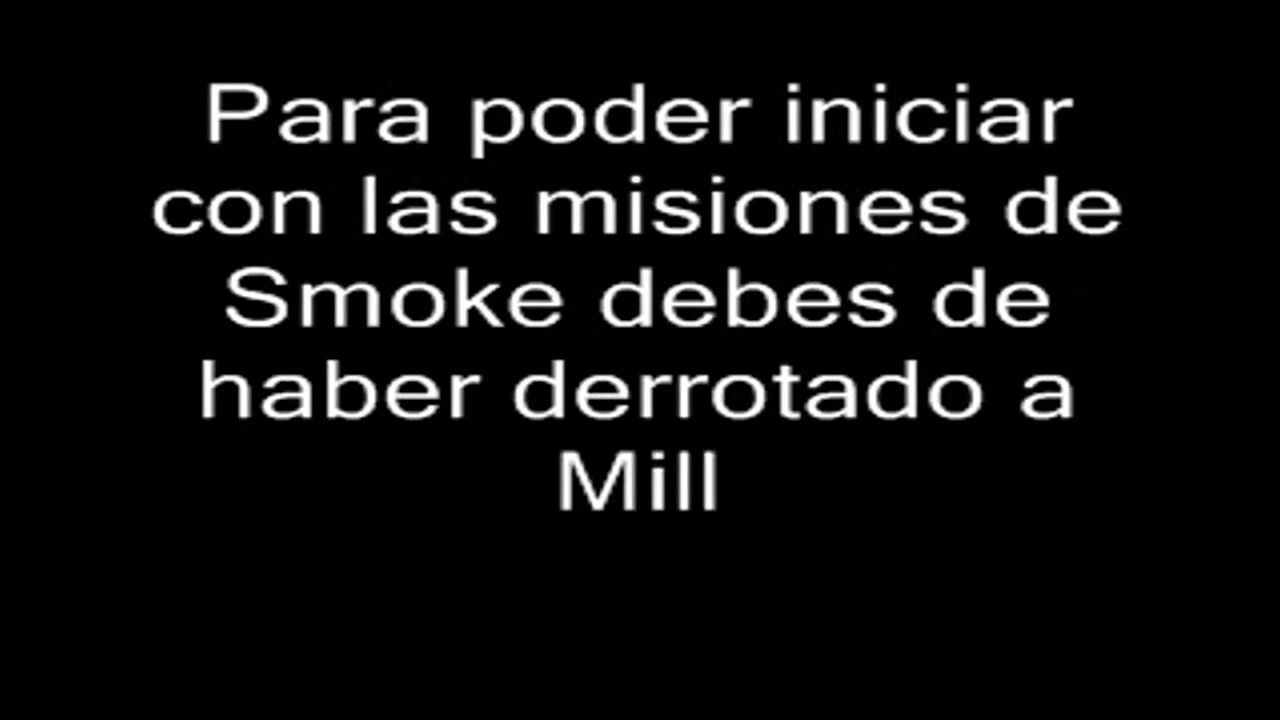 Para poder iniciar
con las misiones de
Smoke debes de
haber derrotado a
Mill